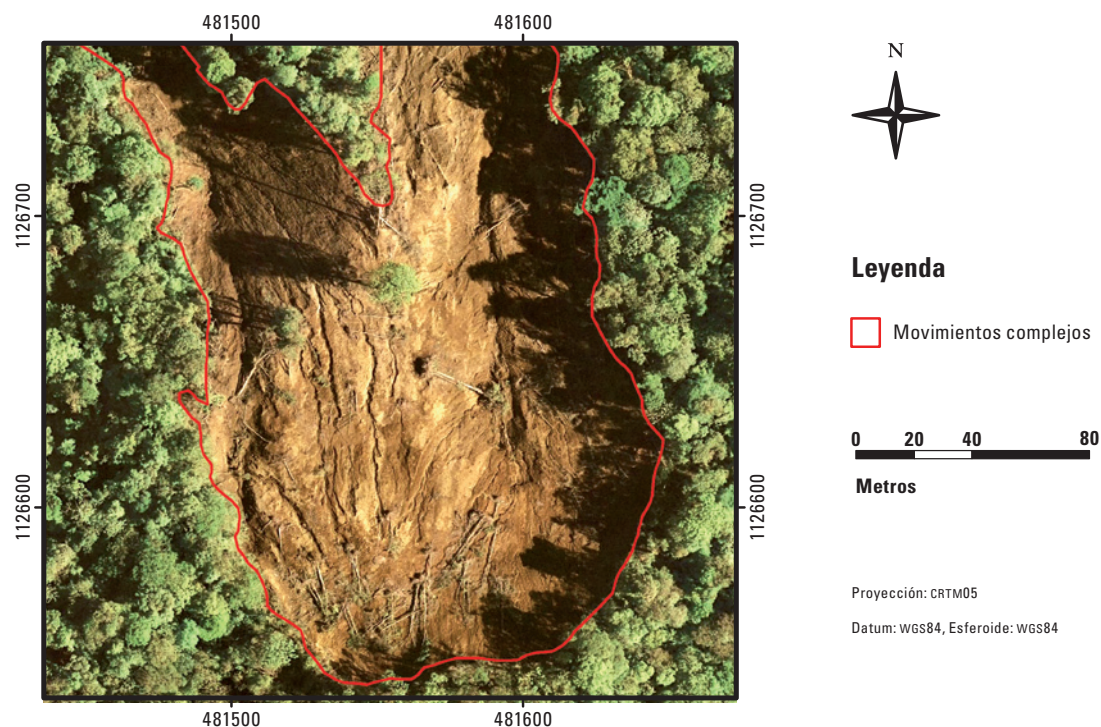 481500 481600
N
1126700 1126700
Leyenda
Movimientos complejos
0 20 40 80
Metros
1126600 1126600
Proyección: CRTM05
Datum: WGS84, Esferoide: WGS84
481500 481600